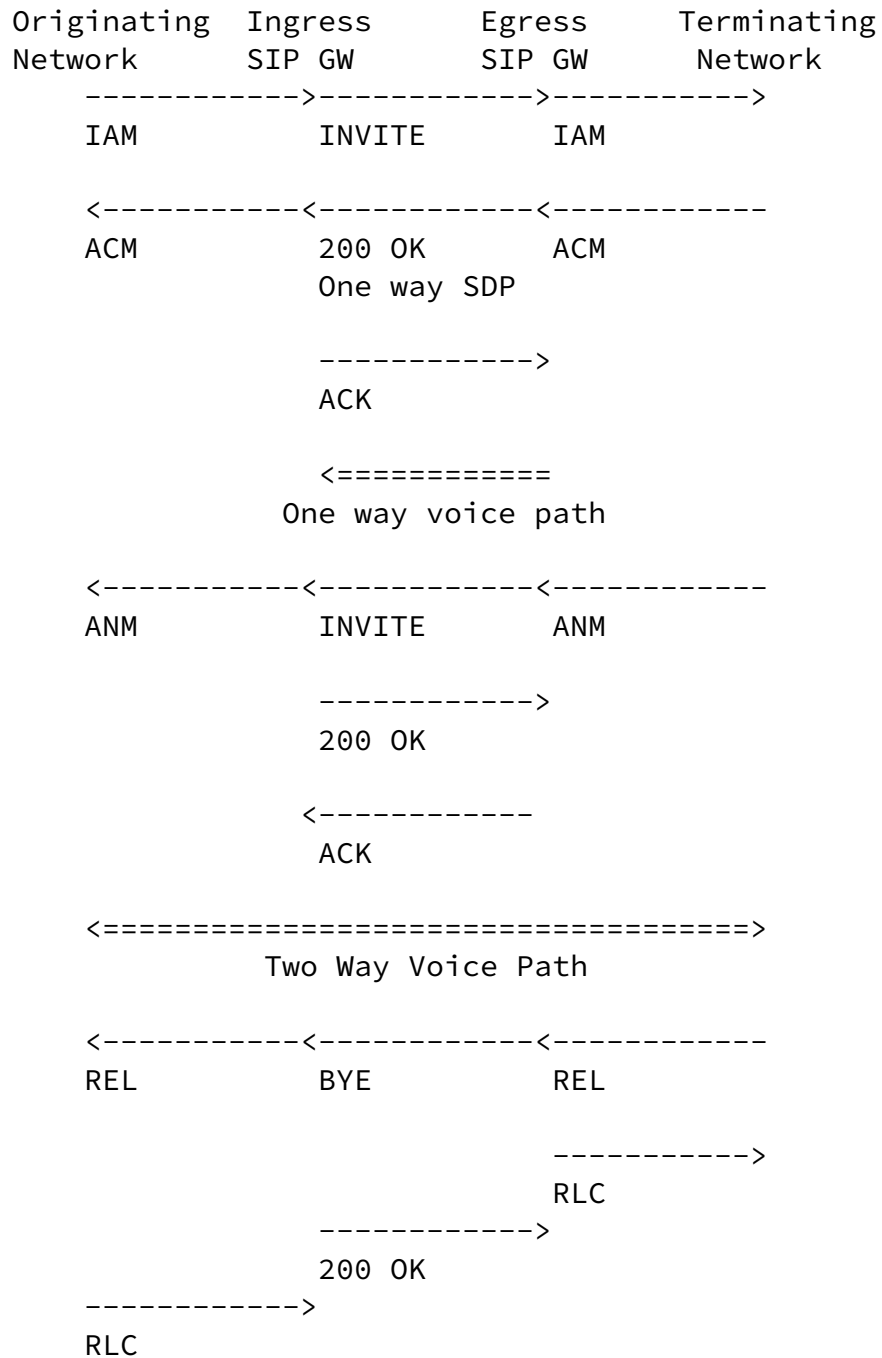 Originating  Ingress      Egress     Terminating
Network      SIP GW       SIP GW       Network
    ------------>------------>----------->
    IAM          INVITE       IAM
    <-----------<------------<------------
    ACM          200 OK       ACM
                 One way SDP
                 ------------>
                 ACK
                 <============
               One way voice path
    <-----------<------------<------------
    ANM          INVITE       ANM
                 ------------>
                 200 OK
                <------------
                 ACK
    <====================================>
              Two Way Voice Path
    <-----------<------------<------------
    REL          BYE          REL
                              ----------->
                              RLC
                 ------------>
                 200 OK
    ------------>
    RLC